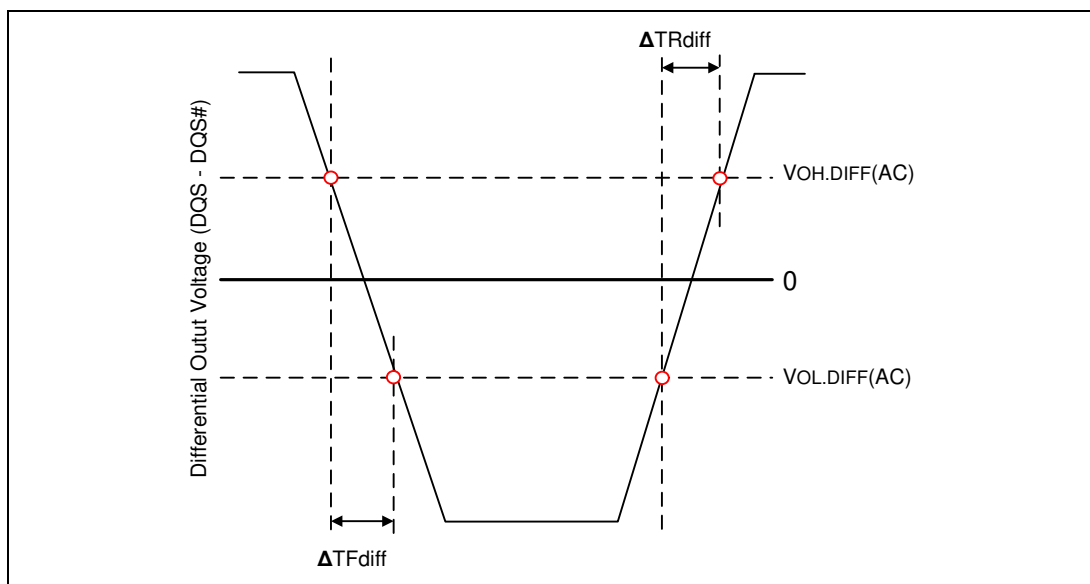 ΔTRdiff
Differential Outut Voltage (DQS - DQS#)
VOH.DIFF(AC)
0
VOL.DIFF(AC)
ΔTFdiff